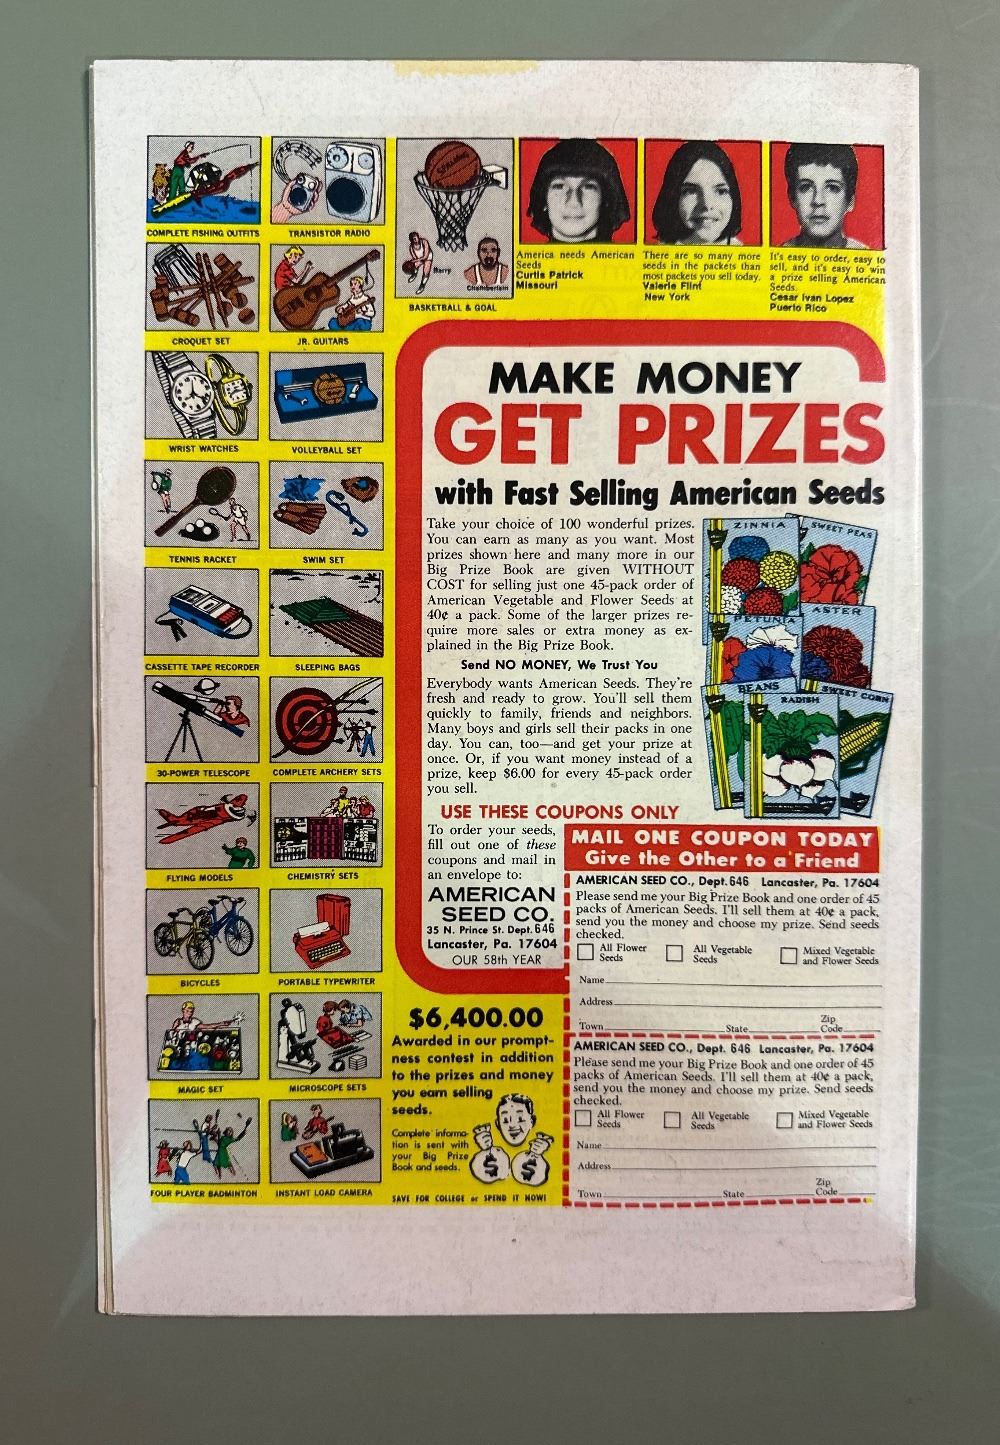 COMPLETE FISHING OUTFITS
TRANSISTOR RADIO
CROQUET SET
JR. GUITARS
WRIST WATCHES
VOLLEYBALL SET
TENNIS RACKET
SWIM SET
CASSETTE TAPE RECORDER
SLEEPING BAGS
30-POWER TELESCOPE
COMPLETE ARCHERY SETS
FLYING MODELS
CHEMISTRY SETS
BICYCLES
PORTABLE TYPEWRITER
MAGIC SET
MICROSCOPE SETS
FOUR PLAYER BADMINTON
INSTANT LOAD CAMERA
Barry
Chamberlain
BASKETBALL & GOAL
America needs American
Seeds
Curtis Patrick
Missouri
There are so many more
seeds in the packets than
most packets you sell today.
Valerie Flint
New York
It's easy to order, easy to
sell, and it's easy to win
a prize selling American
Seeds.
Cesar Ivan Lopez
Puerto Rico
MAKE MONEY
GET PRIZES
with Fast Selling American Seeds
Take your choice of 100 wonderful prizes.
You can earn as many as you want. Most
prizes shown here and many more in our
Big Prize Book are given WITHOUT
COST for selling just one 45-pack order of
American Vegetable and Flower Seeds at
40¢ a pack. Some of the larger prizes re-
quire more sales or extra money as ex-
plained in the Big Prize Book.
Send NO MONEY, We Trust You
Everybody wants American Seeds. They're
fresh and ready to grow. You'll sell them
quickly to family, friends and neighbors.
Many boys and girls sell their packs in one
day. You can, too—and get your prize at
once. Or, if you want money instead of a
prize, keep $6.00 for every 45-pack order
you sell.
ZINNIA
SWEET PEAS
PETUNIA
ASTER
BEANS
RADISH
SWEET CORN
USE THESE COUPONS ONLY
To order your seeds,
fill out one of these
coupons and mail in
an envelope to:
AMERICAN
SEED CO.
35 N. Prince St. Dept. 646
Lancaster, Pa. 17604
OUR 58th YEAR
MAIL ONE COUPON TODAY
Give the Other to a Friend
AMERICAN SEED CO., Dept. 646 Lancaster, Pa. 17604
Please send me your Big Prize Book and one order of 45
packs of American Seeds. I'll sell them at 40¢ a pack,
send you the money and choose my prize. Send seeds
checked.
All Flower
Seeds
All Vegetable
Seeds
Mixed Vegetable
and Flower Seeds
Name
Address
Town State Zip
Code
AMERICAN SEED CO., Dept. 646 Lancaster, Pa. 17604
Please send me your Big Prize Book and one order of 45
packs of American Seeds. I'll sell them at 40¢ a pack,
send you the money and choose my prize. Send seeds
checked.
All Flower
Seeds
All Vegetable
Seeds
Mixed Vegetable
and Flower Seeds
Name
Address
Town State Zip
Code
$6,400.00
Awarded in our prompt-
ness contest in addition
to the prizes and money
you earn selling
seeds.
Complete informa-
tion is sent with
your Big Prize
Book and seeds.
$ $
SAVE FOR COLLEGE or SPEND IT NOW!